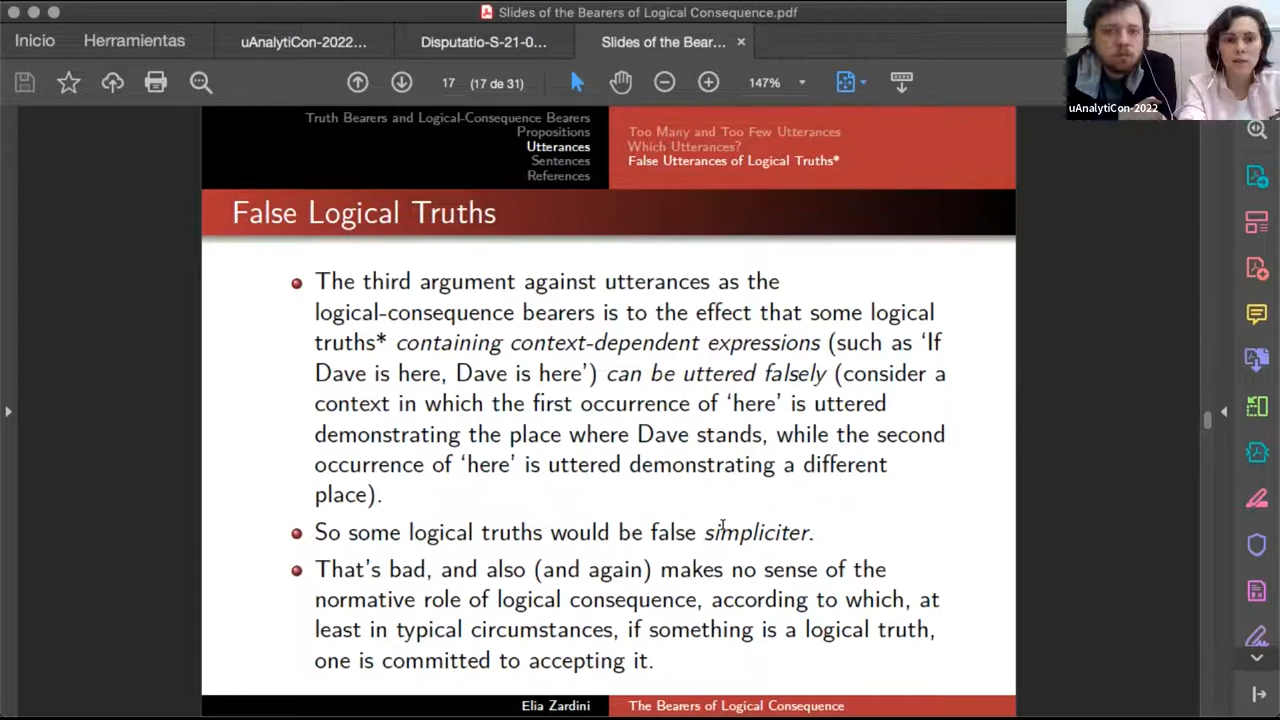 Slides of the Bearers of Logical Consequence.pdf
Inicio Herramientas uAnalytiCon-2022... Disputatio-S-21-0... Slides of the Bear... ×
17 (17 de 31) 147%
uAnalytiCon-2022
Truth Bearers and Logical-Consequence Bearers
Propositions
Utterances
Sentences
References
Too Many and Too Few Utterances
Which Utterances?
False Utterances of Logical Truths*
False Logical Truths
The third argument against utterances as the
logical-consequence bearers is to the effect that some logical
truths* containing context-dependent expressions (such as ‘If
Dave is here, Dave is here’) can be uttered falsely (consider a
context in which the first occurrence of ‘here’ is uttered
demonstrating the place where Dave stands, while the second
occurrence of ‘here’ is uttered demonstrating a different
place).
So some logical truths would be false simpliciter.
That’s bad, and also (and again) makes no sense of the
normative role of logical consequence, according to which, at
least in typical circumstances, if something is a logical truth,
one is committed to accepting it.
Elia Zardini The Bearers of Logical Consequence